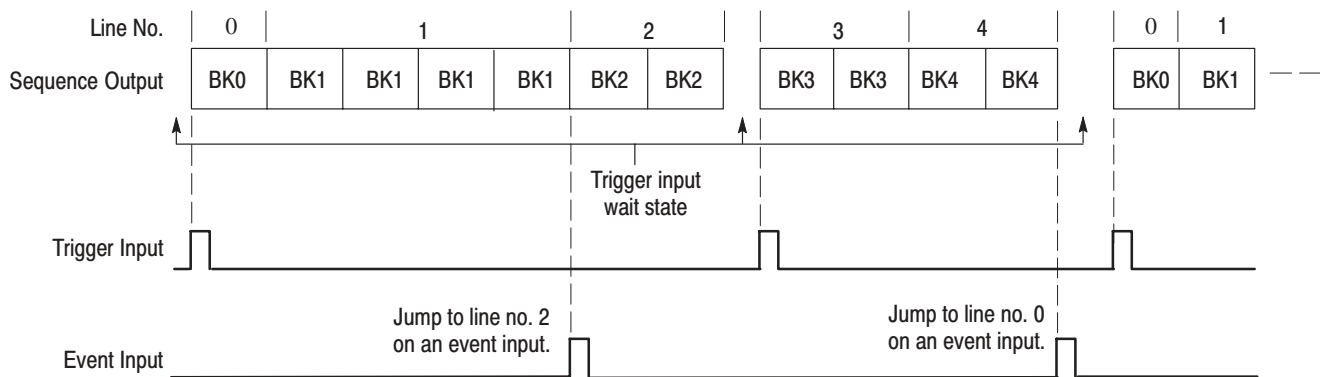 Line No. 0 1 2 3 4 0 1
Sequence Output BK0 BK1 BK1 BK1 BK1 BK2 BK2 BK3 BK3 BK4 BK4 BK0 BK1
Trigger input
wait state
Trigger Input
Jump to line no. 2
on an event input.
Jump to line no. 0
on an event input.
Event Input